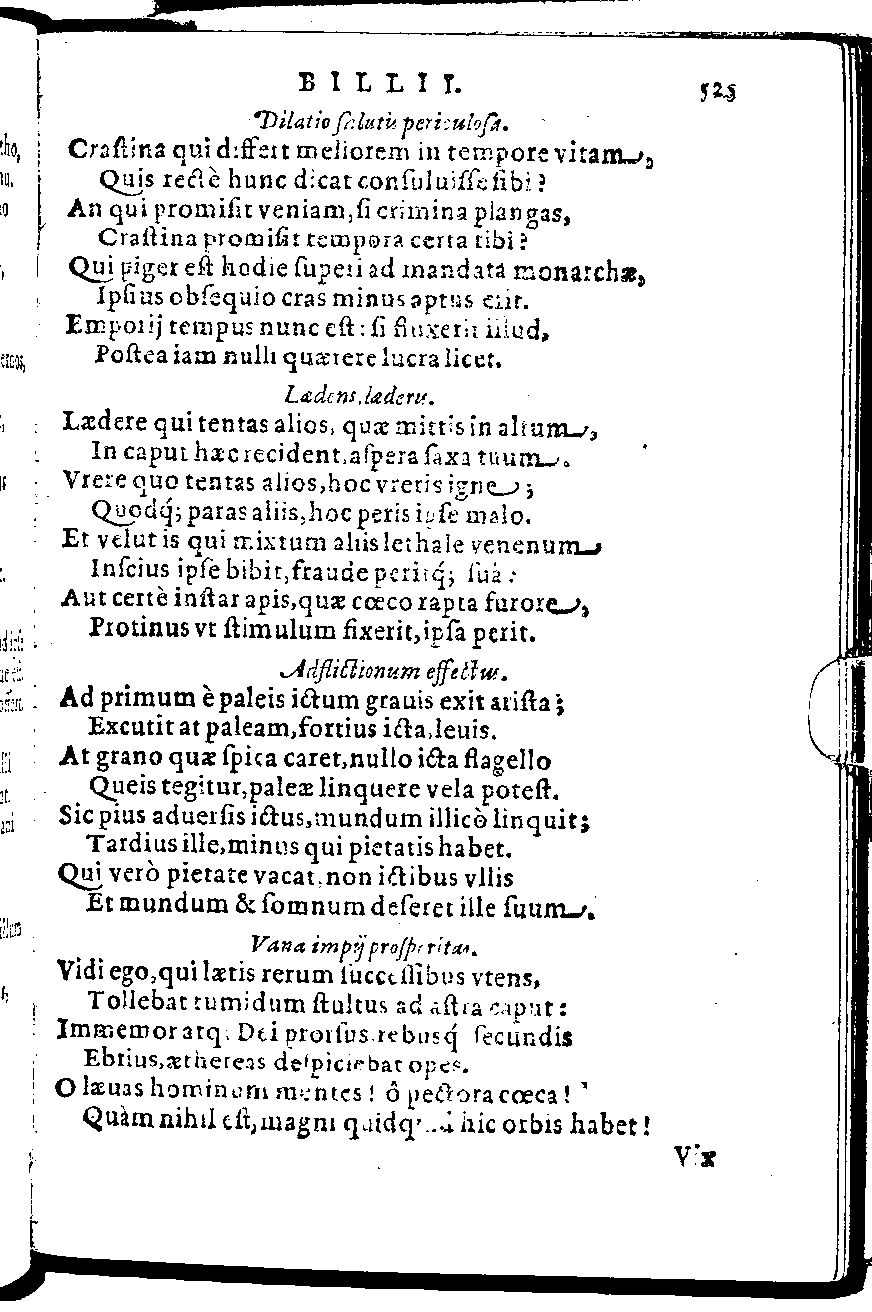 BILLII. 525
Dilatio salutis periculosa.
Crastina qui differt meliorem in tempore vitam,
Quis rectè hunc dicat consuluisse sibi?
An qui promisit veniam, si crimina plangas,
Crastina promisit tempora certa tibi?
Qui piger est hodie superi ad mandata monarchæ,
Ipsius obsequio cras minus aptus erit.
Emporij tempus nunc est: si fluxerit illud,
Postea iam nulli quærere lucra licet.
Lædens, læderis.
Lædere qui tentas alios, quæ mittis in altum,
In caput hæc recident, aspera saxa tuum.
Vrere quo tentas alios, hoc vreris igne;
Quodq́; paras aliis, hoc peris ipse malo.
Et velut is qui mixtum aliis lethale venenum
Inscius ipse bibit, fraude peritq́; suâ:
Aut certè instar apis, quæ cœco rapta furore,
Protinus vt stimulum fixerit, ipsa perit.
Adflictionum effectus.
Ad primum è paleis ictum grauis exit arista;
Excutit at paleam, fortius icta, leuis.
At grano quæ spica caret, nullo icta flagello
Queis tegitur, paleæ linquere vela potest.
Sic pius aduersis ictus, mundum illicò linquit;
Tardius ille, minus qui pietatis habet.
Qui verò pietate vacat, non ictibus vllis
Et mundum & somnum deseret ille suum.
Vana impij prosperitas.
Vidi ego, qui lætis rerum successibus vtens,
Tollebat tumidum stultus ad astra caput:
Immemor atq; Dei prorsus, rebusq́ secundis
Ebrius, æthereas despiciebat opes.
O læuas hominum mentes! ô pectora cœca!
Quàm nihil est, magni hic orbis habet!
Vix